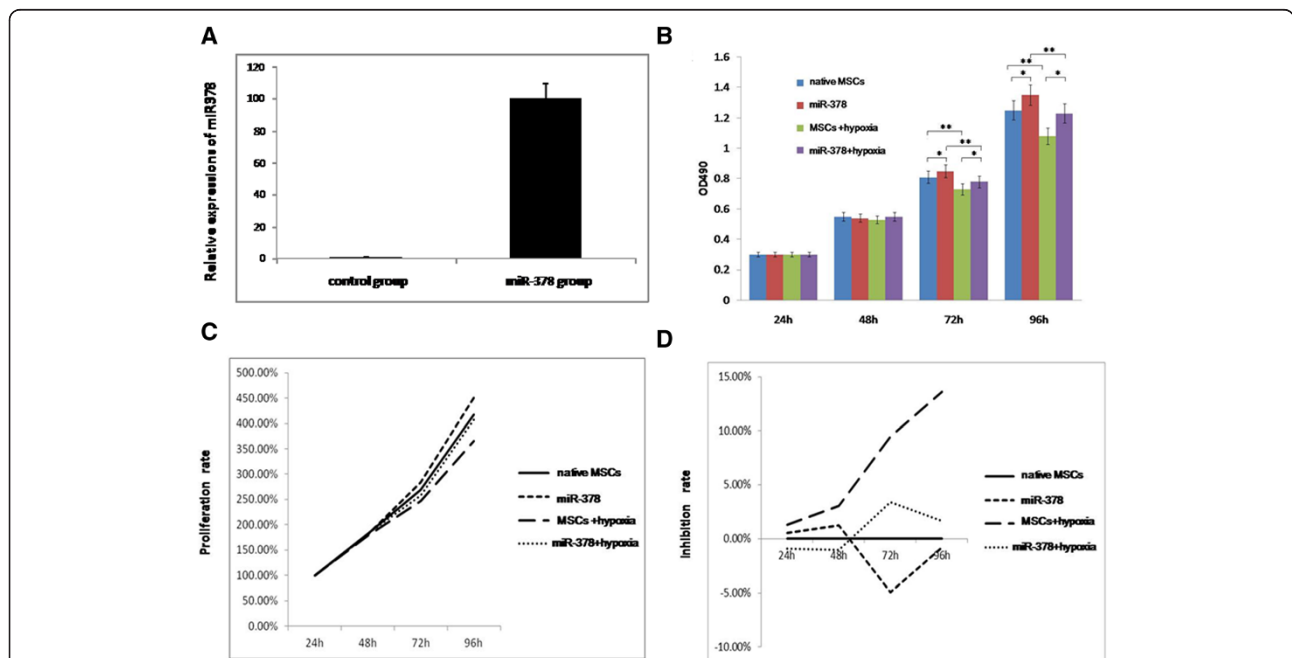 A
Relative expressions of miR378
120
100
80
60
40
20
0
control group
miR-378 group
B
OD490
1.6
1.4
1.2
1
0.8
0.6
0.4
0.2
0
native MSCs
miR-378
MSCs +hypoxia
miR-378+hypoxia
**
*
**
*
**
**
*
*
24h
48h
72h
96h
C
Proliferation rate
500.00%
450.00%
400.00%
350.00%
300.00%
250.00%
200.00%
150.00%
100.00%
50.00%
0.00%
24h
48h
72h
96h
native MSCs
miR-378
MSCs +hypoxia
miR-378+hypoxia
D
Inhibition rate
15.00%
10.00%
5.00%
0.00%
-5.00%
-10.00%
24h
48h
72h
96h
native MSCs
miR-378
MSCs+hypoxia
miR-378+hypoxia